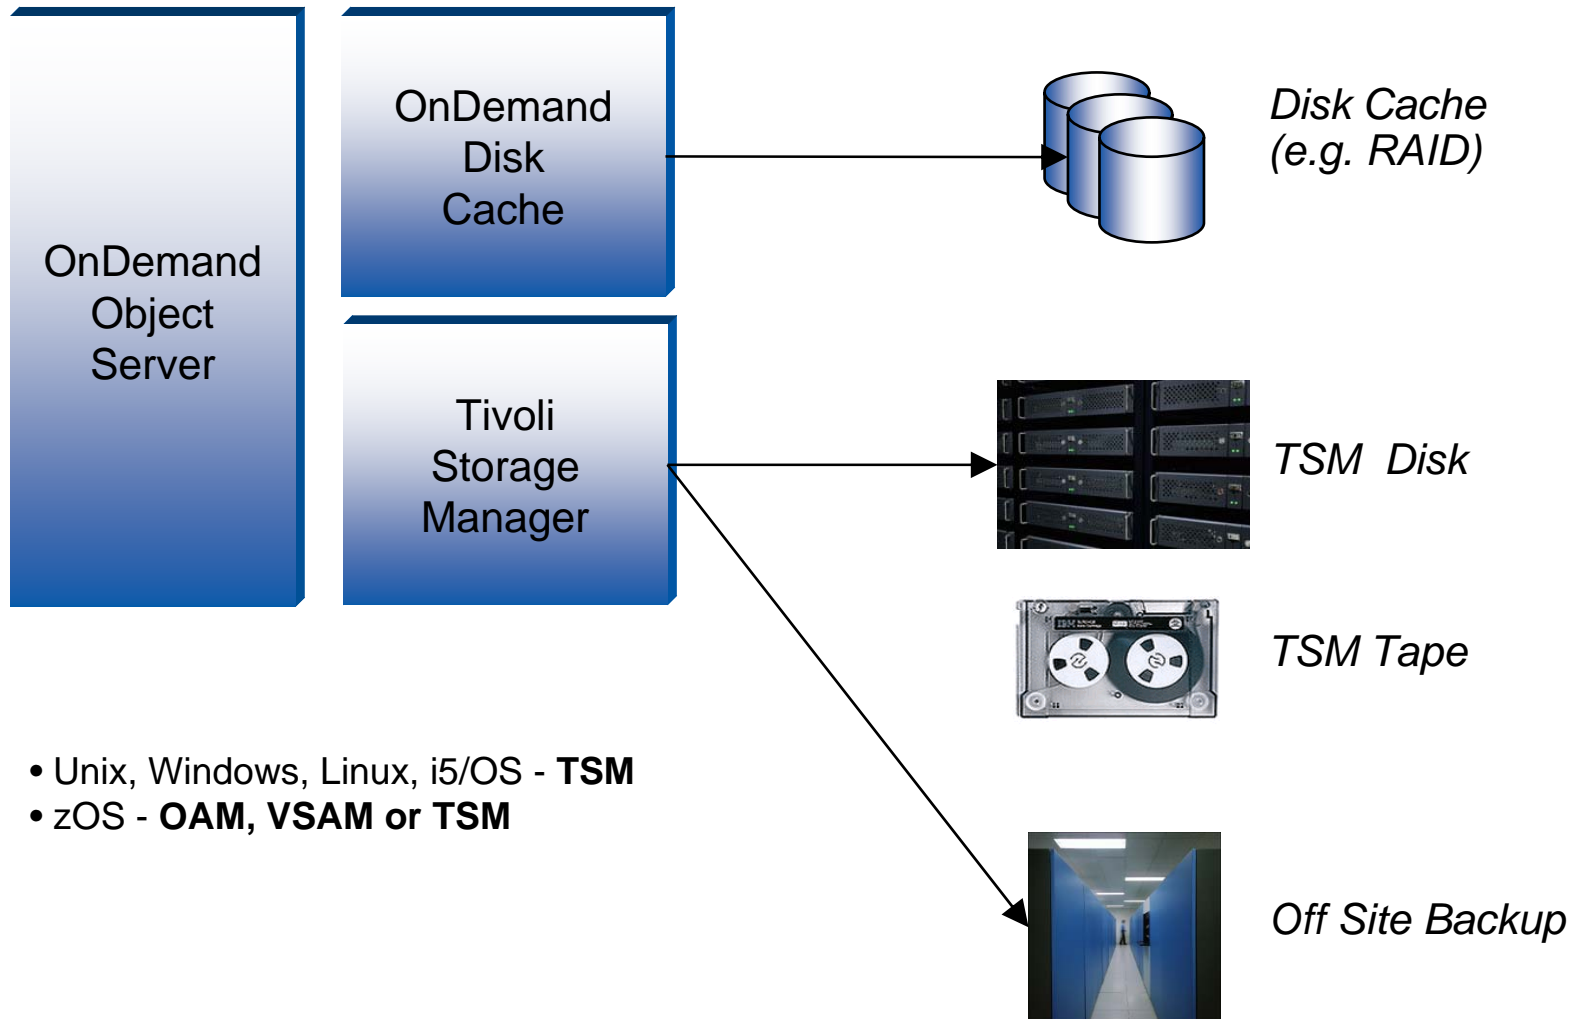 OnDemand
Object
Server
OnDemand
Disk
Cache
Tivoli
Storage
Manager
Disk Cache
(e.g. RAID)
TSM Disk
IBM
TSM Tape
Off Site Backup
• Unix, Windows, Linux, i5/OS - TSM
• zOS - OAM, VSAM or TSM